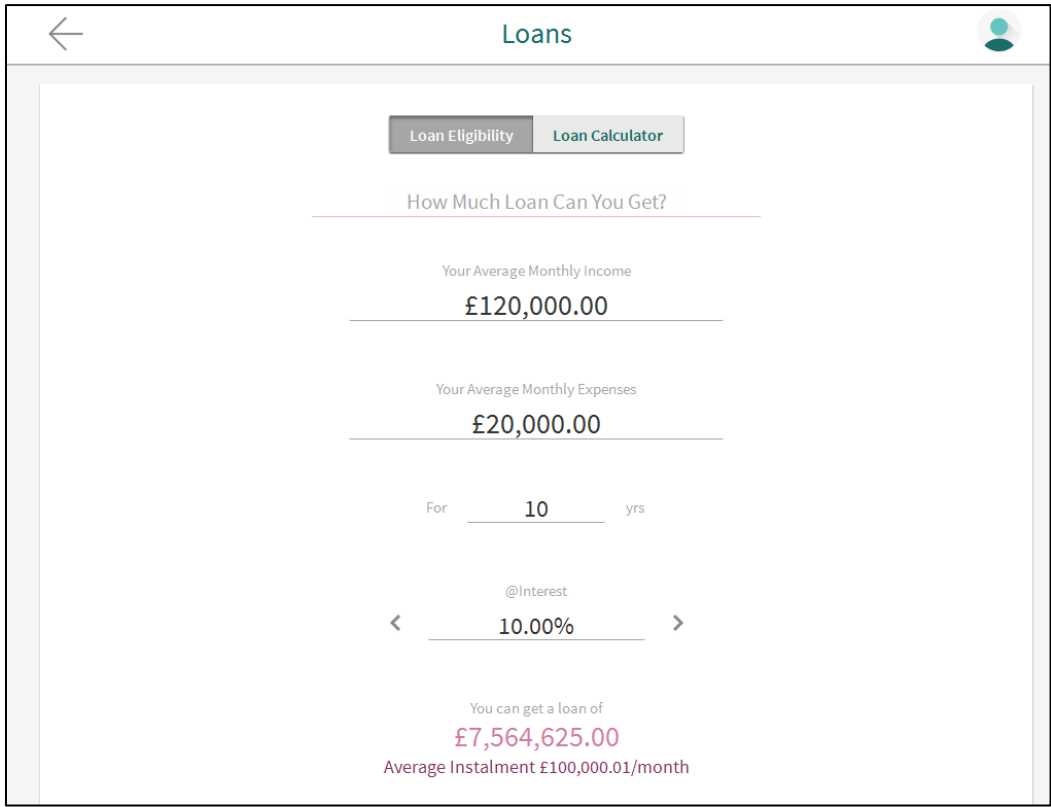 Loans
Loan Eligibility Loan Calculator
How Much Loan Can You Get?
Your Average Monthly Income
£120,000.00
Your Average Monthly Expenses
£20,000.00
For 10 yrs
@Interest
< 10.00% >
You can get a loan of
£7,564,625.00
Average Instalment £100,000.01/month